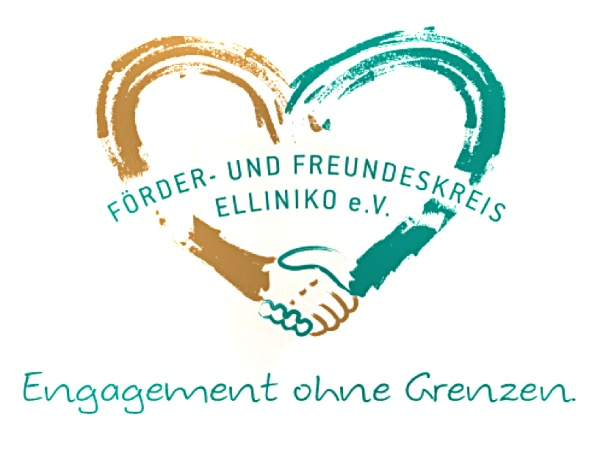 FÖRDER- UND FREUNDESKREIS
ELLINIKO e.V.
Engagement ohne Grenzen.